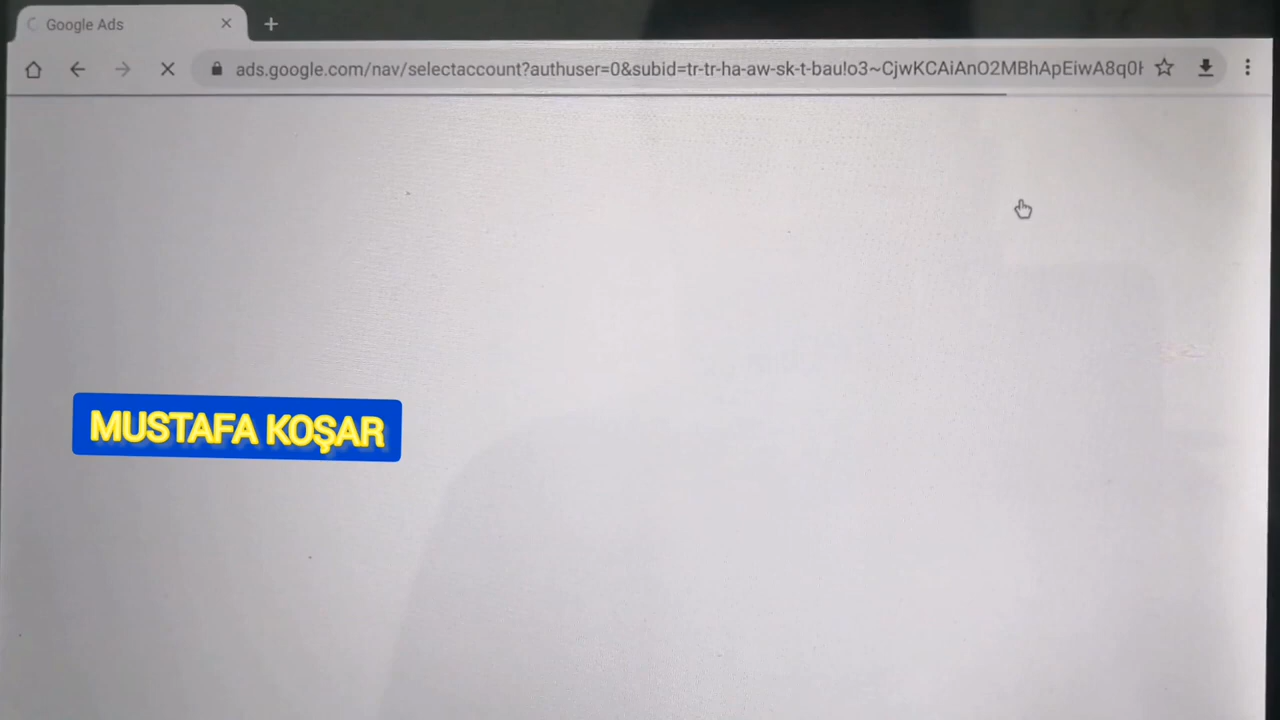 Google Ads
ads.google.com/nav/selectaccount?authuser=0&subid=tr-tr-ha-aw-sk-t-bau!o3~CjwKCAiAnO2MBhApEiwA8q0H
MUSTAFA KOŞAR